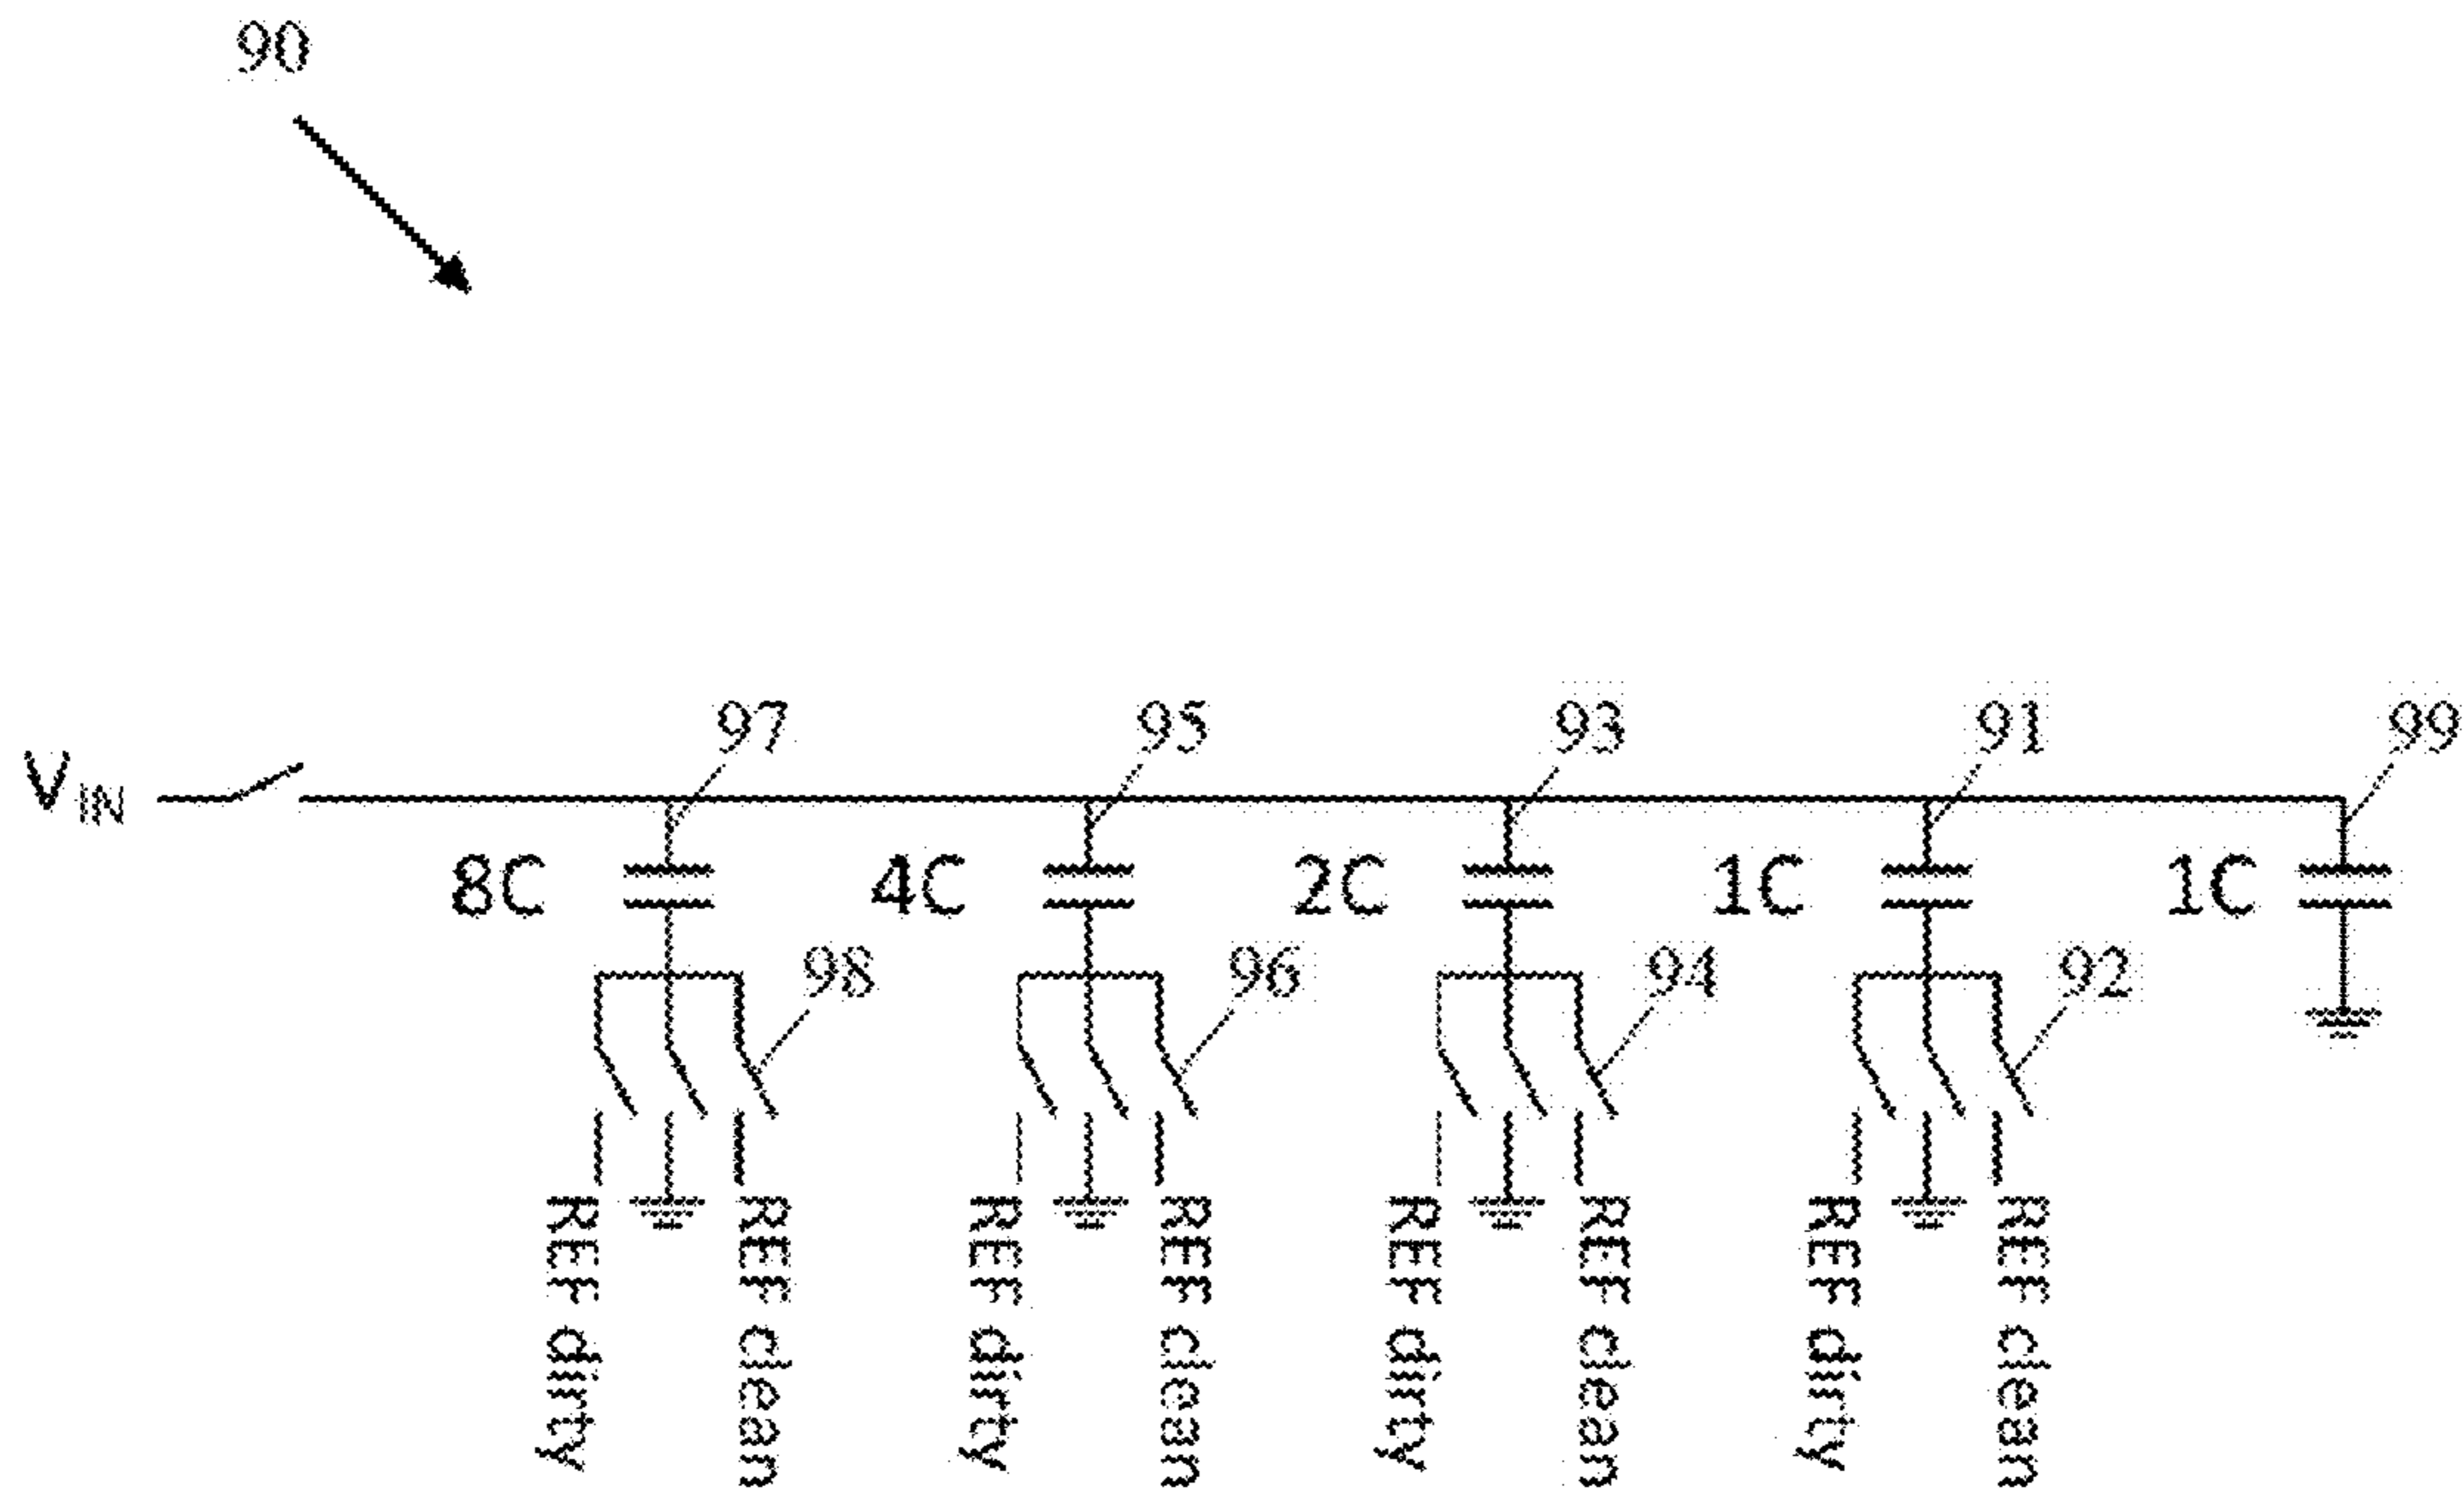 90
97 95 93 91 99
VIN
8C 4C 2C 1C 1C
98 96 94 92
REF dirty REF clean REF dirty REF clean REF dirty REF clean REF dirty REF clean